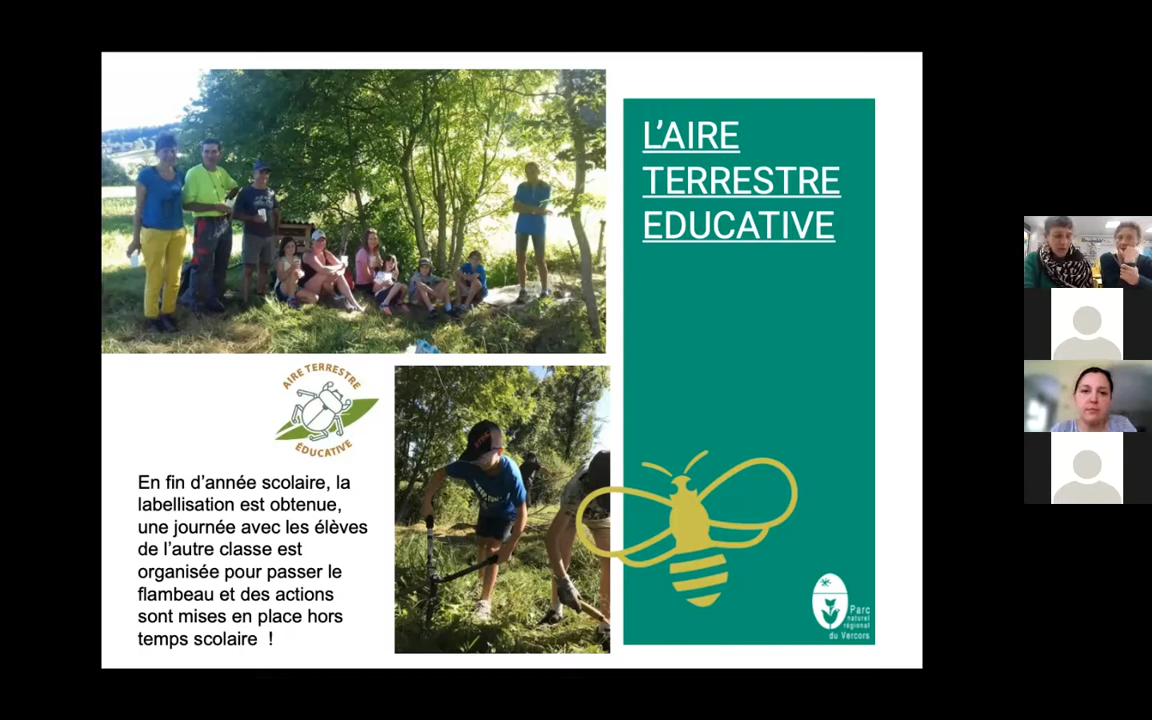 L'AIRE
TERRESTRE
EDUCATIVE
AIRE TERRESTRE
ÉDUCATIVE
En fin d'année scolaire, la
labellisation est obtenue,
une journée avec les élèves
de l'autre classe est
organisée pour passer le
flambeau et des actions
sont mises en place hors
temps scolaire !
Parc
naturel
régional
du Vercors